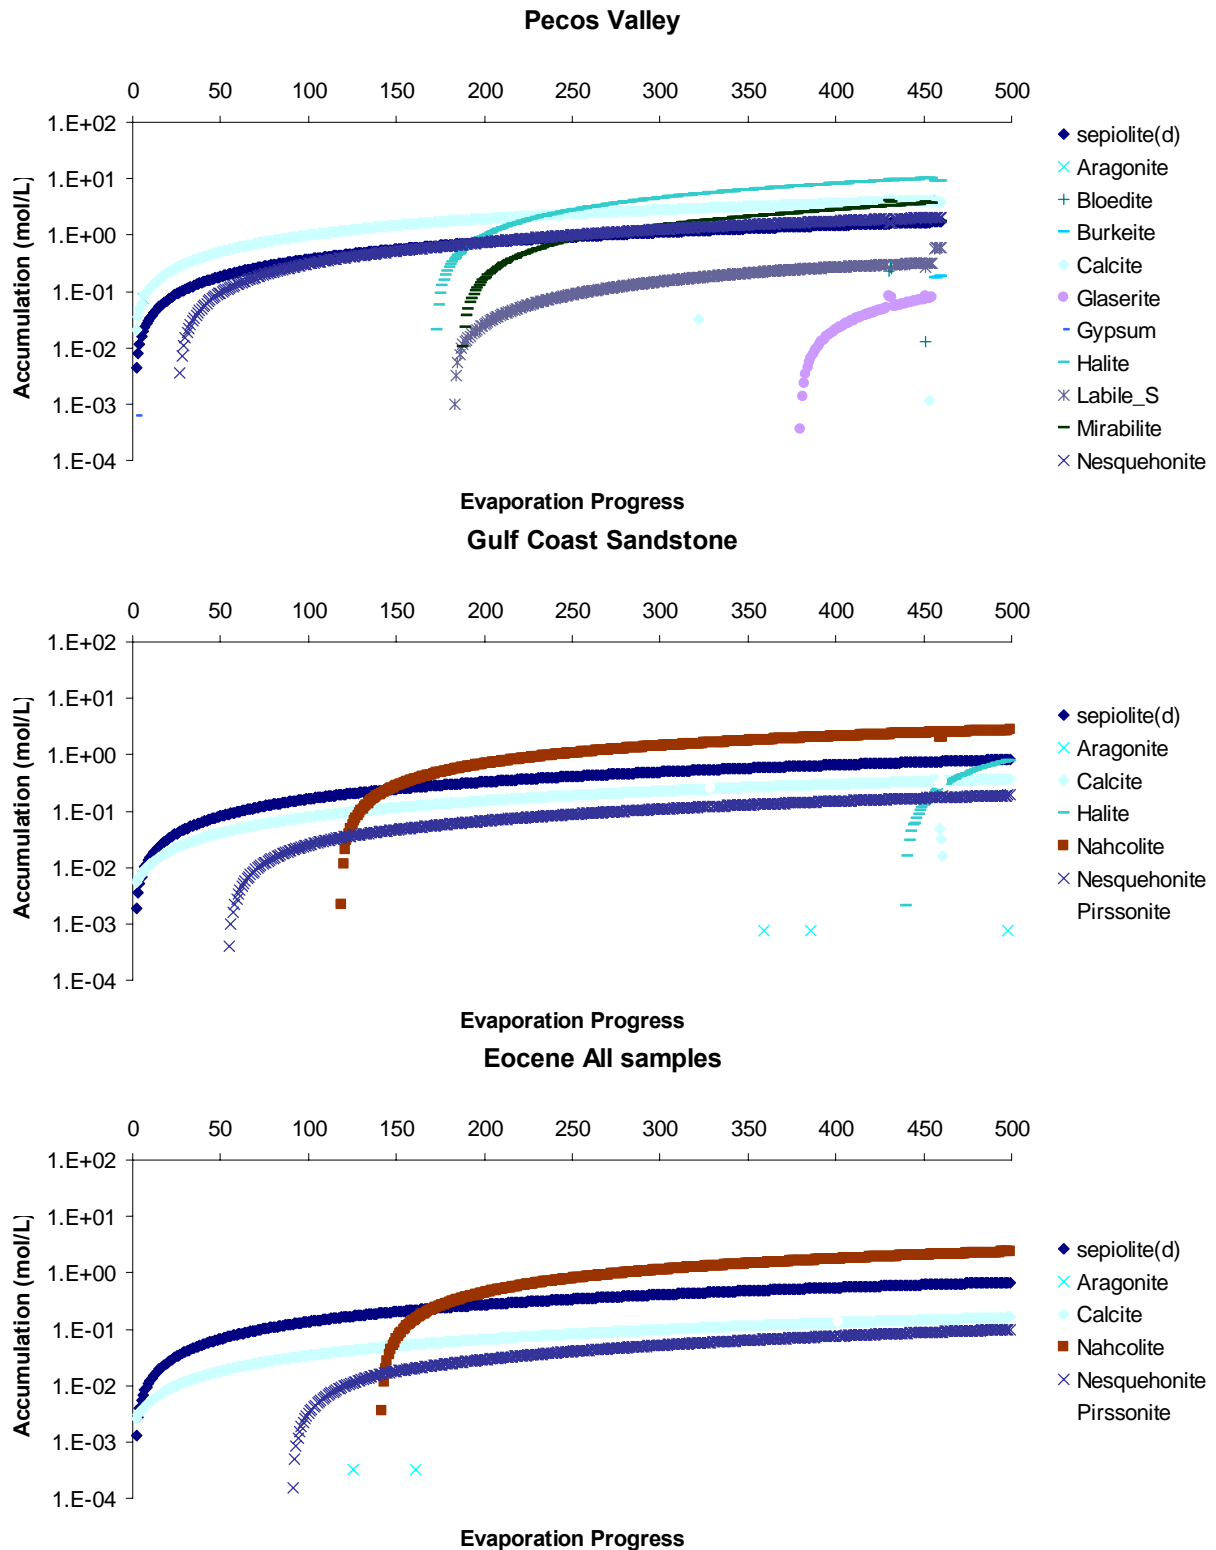 Pecos Valley
0 50 100 150 200 250 300 350 400 450 500
1.E+02
1.E+01
1.E+00
1.E-01
1.E-02
1.E-03
1.E-04
Accumulation (mol/L)
sepiolite(d)
Aragonite
Bloedite
Burkeite
Calcite
Glaserite
Gypsum
Halite
Labile_S
Mirabilite
Nesquehonite
Evaporation Progress
Gulf Coast Sandstone
0 50 100 150 200 250 300 350 400 450 500
1.E+02
1.E+01
1.E+00
1.E-01
1.E-02
1.E-03
1.E-04
Accumulation (mol/L)
sepiolite(d)
Aragonite
Calcite
Halite
Nahcolite
Nesquehonite
Pirssonite
Evaporation Progress
Eocene All samples
0 50 100 150 200 250 300 350 400 450 500
1.E+02
1.E+01
1.E+00
1.E-01
1.E-02
1.E-03
1.E-04
Accumulation (mol/L)
sepiolite(d)
Aragonite
Calcite
Nahcolite
Nesquehonite
Pirssonite
Evaporation Progress